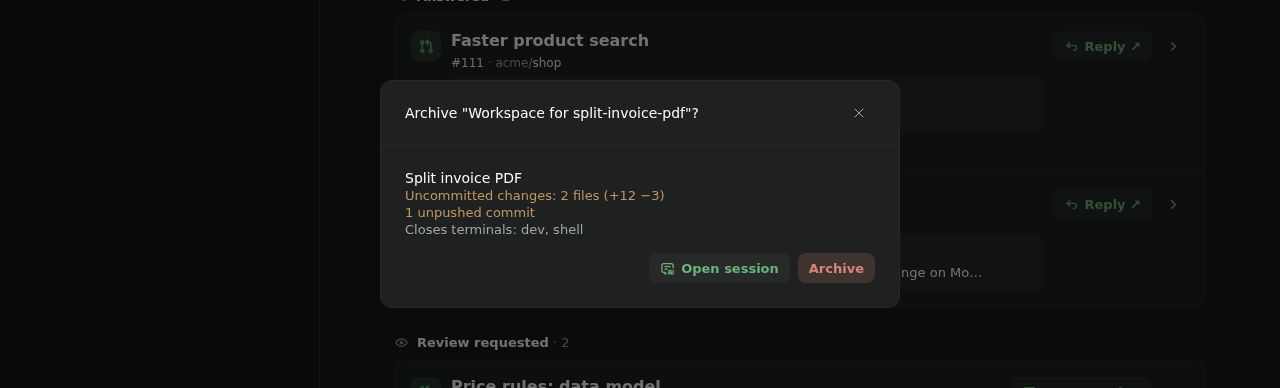 Faster product search
#111 · acme/shop
Reply ↗
Archive "Workspace for split-invoice-pdf"?
Split invoice PDF
Uncommitted changes: 2 files (+12 −3)
1 unpushed commit
Closes terminals: dev, shell
Open session
Archive
Reply ↗
nge on Mo…
Review requested · 2
Price rules: data model